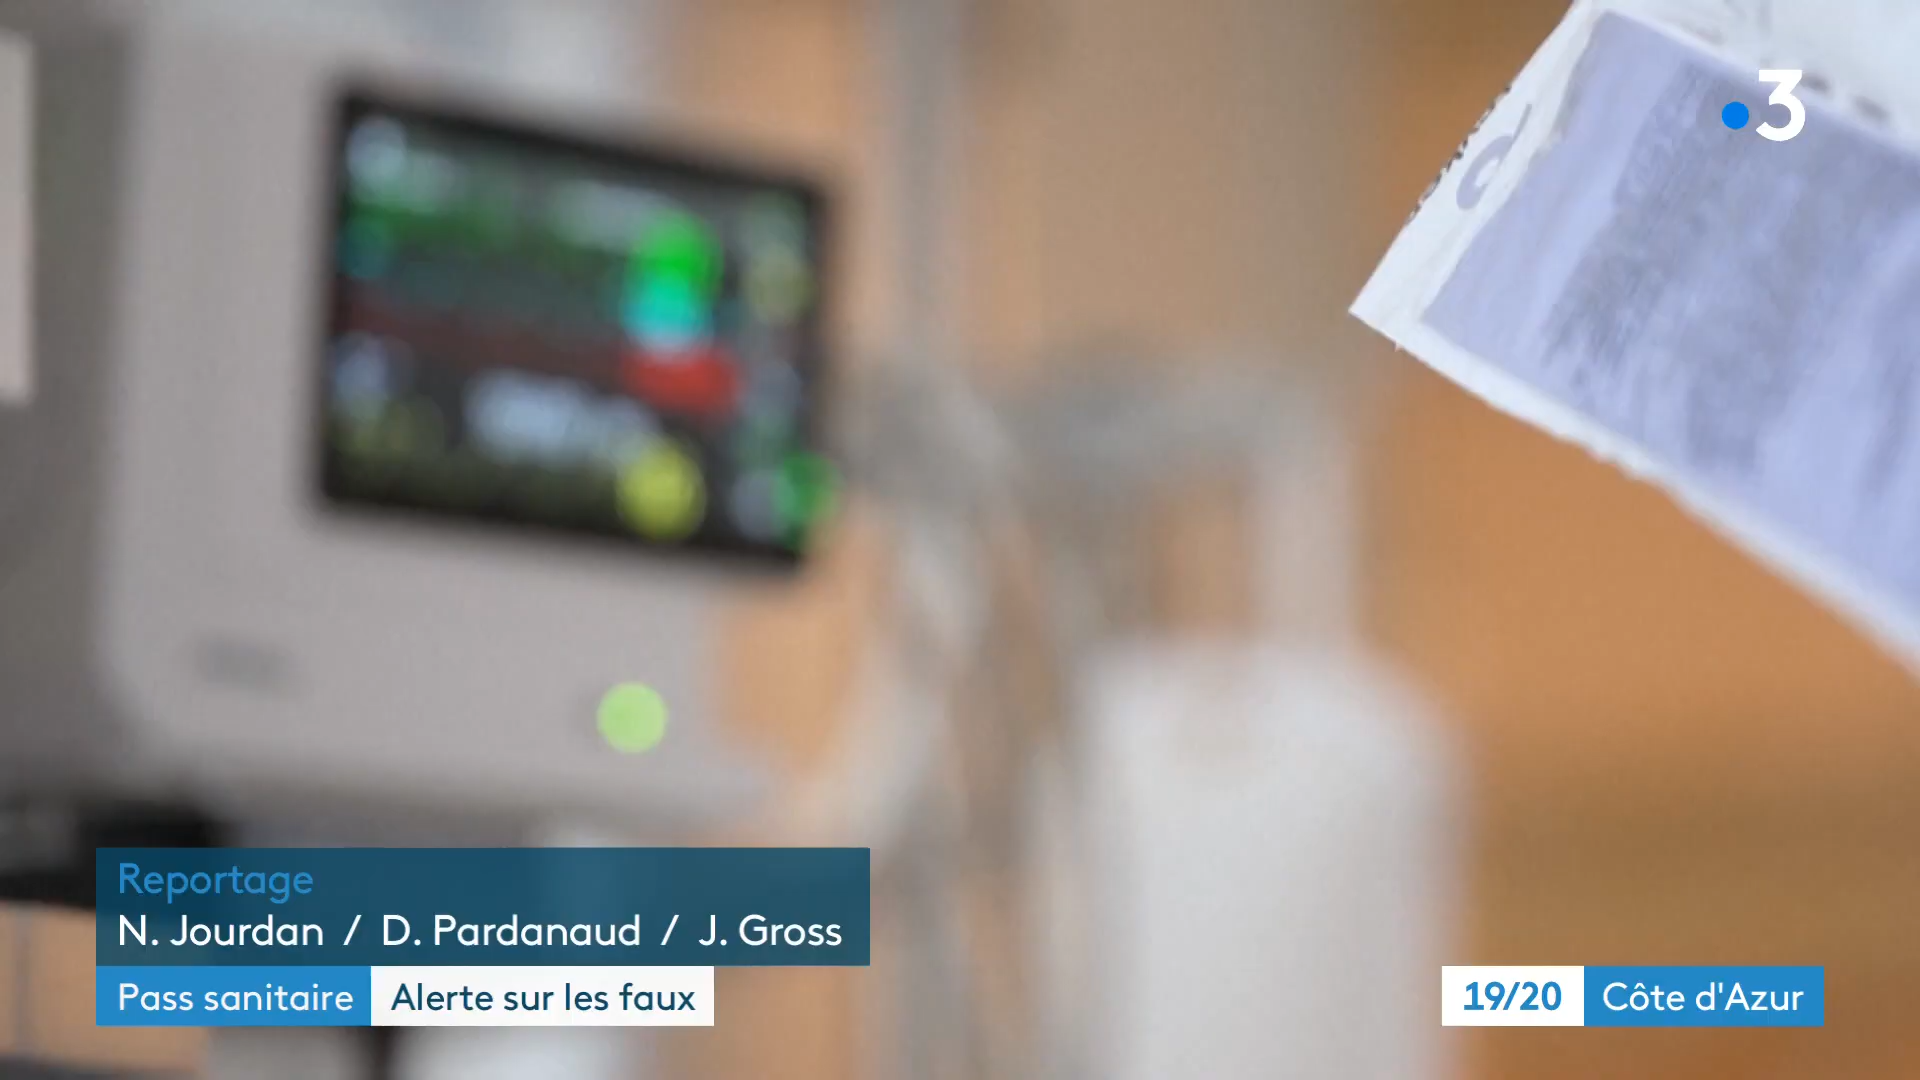 3
Reportage
N. Jourdan / D. Pardanaud / J. Gross
Pass sanitaire Alerte sur les faux
19/20 Côte d'Azur